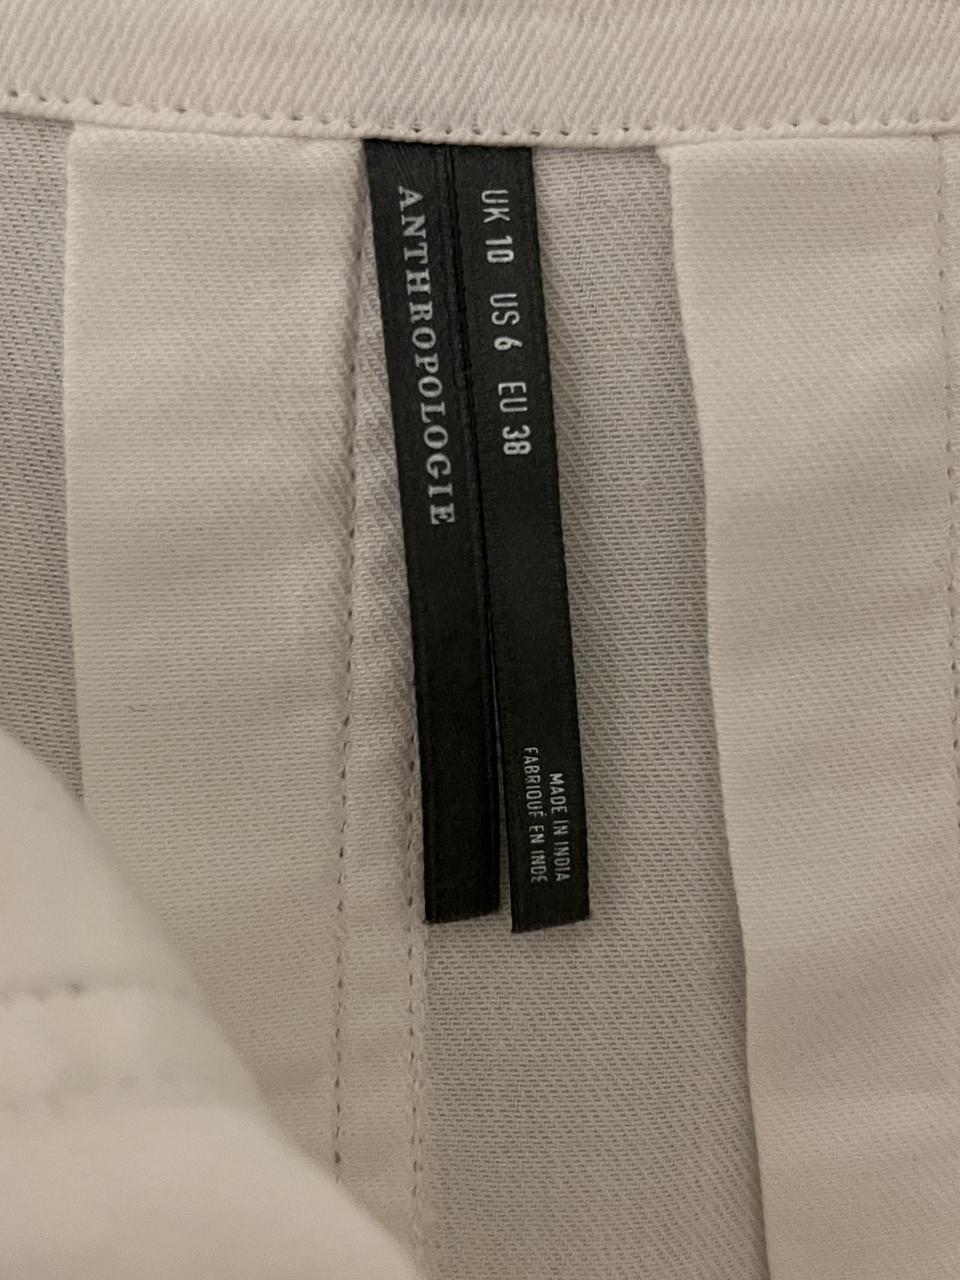 ANTHROPOLOGIE
UK 10 US 6 EU 38
MADE IN INDIA
FABRIQUÉ EN INDE